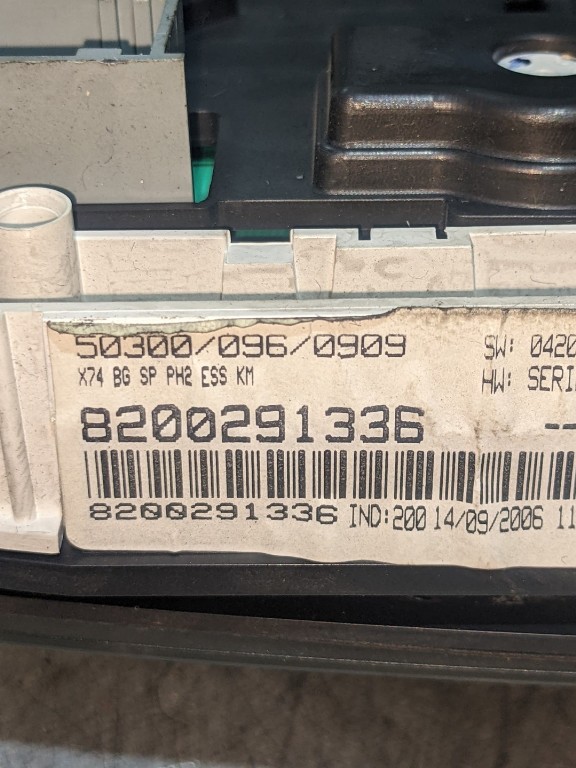 50300/096/0909
SW: 0420
X74 BG SP PH2 ESS KM
HW: SERI
8200291336 --
8200291336 IND:200 14/09/2006 11